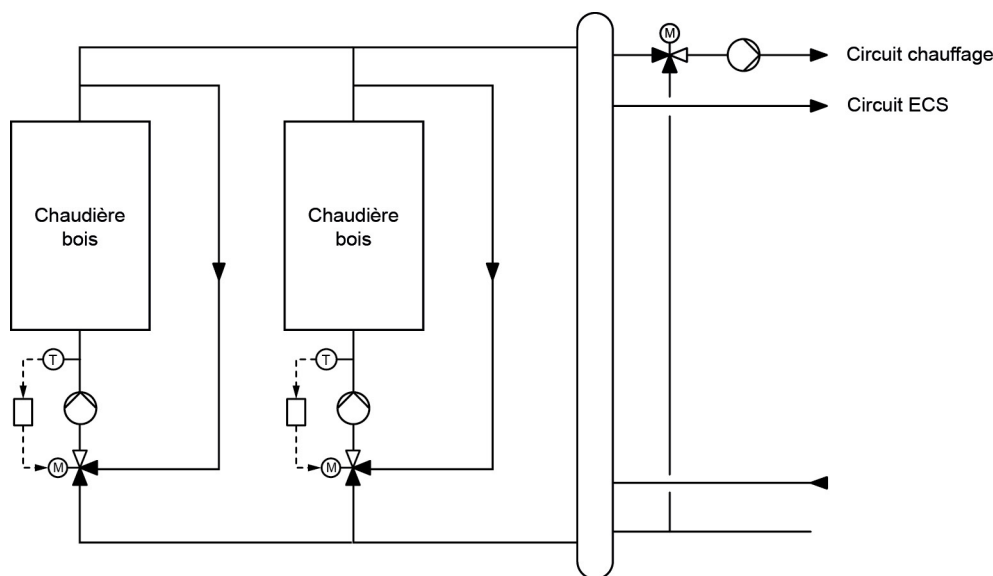 M
Circuit chauffage
Circuit ECS
Chaudière
bois
Chaudière
bois
T
T
M
M